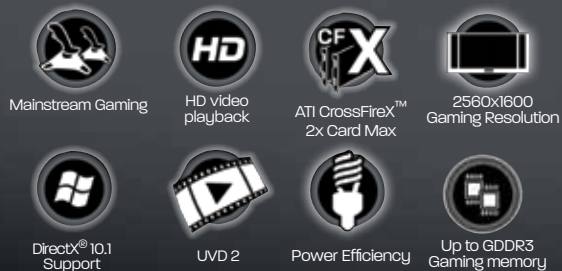 HD
CF X
Mainstream Gaming
HD video
playback
ATI CrossFireX™
2x Card Max
2560x1600
Gaming Resolution
DirectX® 10.1
Support
UVD 2
Power Efficiency
Up to GDDR3
Gaming memory